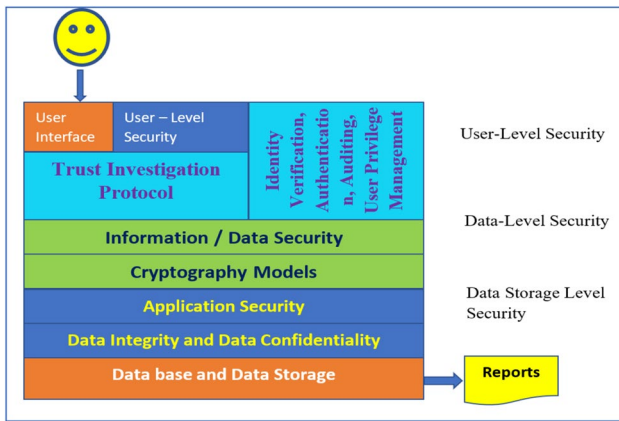 User
Interface
User – Level
Security
Identity
Verification,
Authenticatio
n, Auditing,
User Privilege
Management
Trust Investigation
Protocol
Information / Data Security
Cryptography Models
Application Security
Data Integrity and Data Confidentiality
Data base and Data Storage
User-Level Security
Data-Level Security
Data Storage Level
Security
Reports